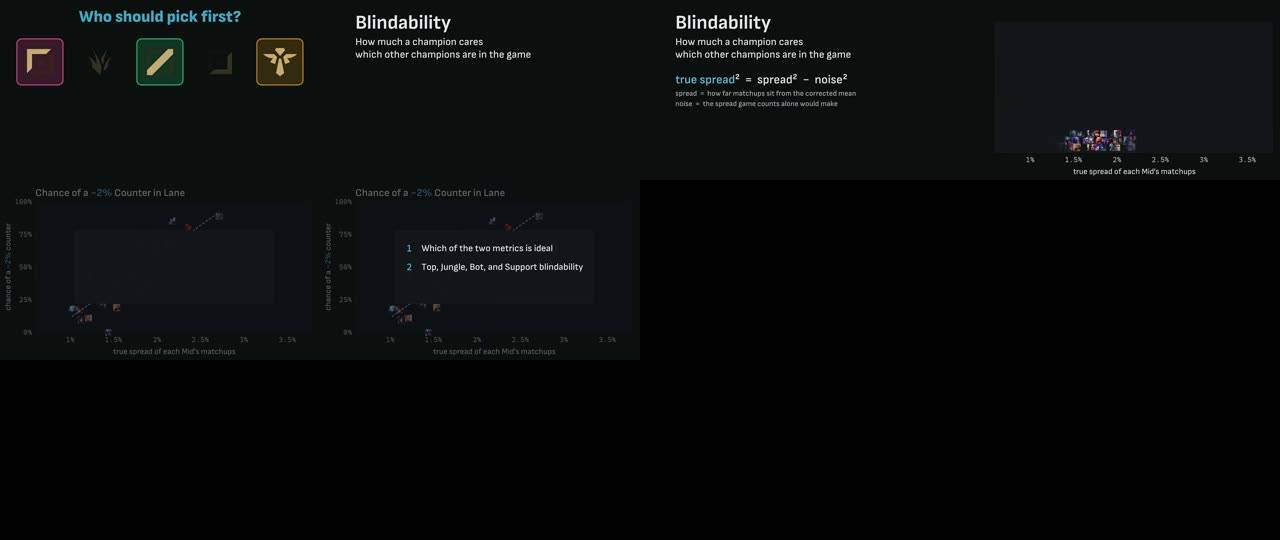 Who should pick first?
Blindability
How much a champion cares
which other champions are in the game
Blindability
How much a champion cares
which other champions are in the game
true spread² = spread² − noise²
spread = how far matchups sit from the corrected mean
noise = the spread game counts alone would make
1% 1.5% 2% 2.5% 3% 3.5%
true spread of each Mid's matchups
Chance of a −2% Counter in Lane
100%
75%
50%
25%
0%
chance of a −2% counter
1% 1.5% 2% 2.5% 3% 3.5%
true spread of each Mid's matchups
Chance of a −2% Counter in Lane
100%
75%
50%
25%
0%
chance of a −2% counter
1 Which of the two metrics is ideal
2 Top, Jungle, Bot, and Support blindability
1% 1.5% 2% 2.5% 3% 3.5%
true spread of each Mid's matchups